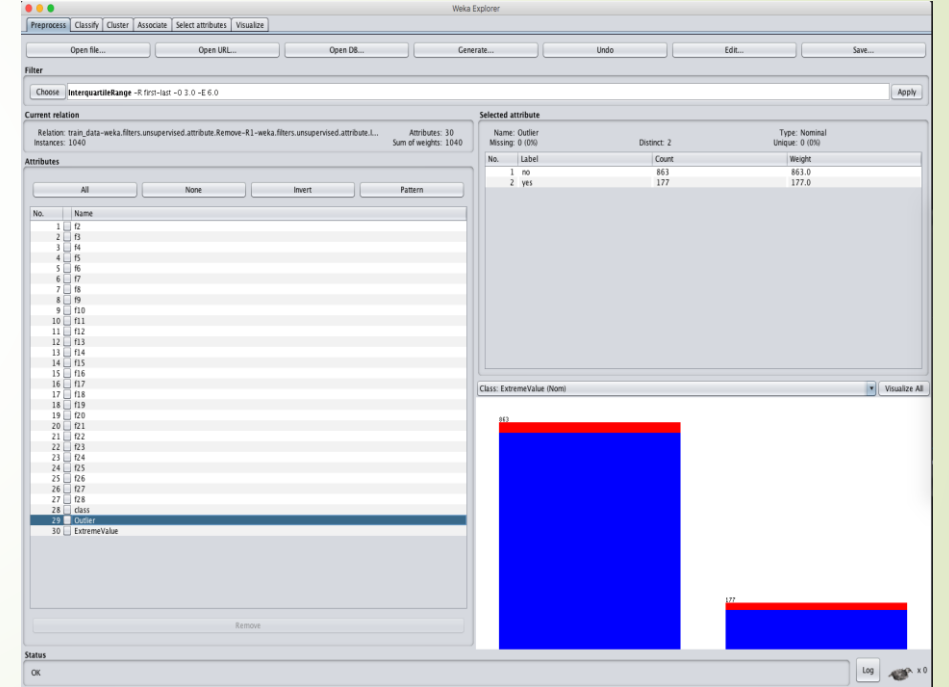 Weka Explorer
Preprocess Classify Cluster Associate Select attributes Visualize
Open file... Open URL... Open DB... Generate... Undo Edit... Save...
Filter
Choose InterquartileRange -R first-last -O 3.0 -E 6.0 Apply
Current relation
Relation: train_data-weka.filters.unsupervised.attribute.Remove-R1-weka.filters.unsupervised.attribute.I... Attributes: 30
Instances: 1040 Sum of weights: 1040
Attributes
All None Invert Pattern
No. Name
1 f2
2 f3
3 f4
4 f5
5 f6
6 f7
7 f8
8 f9
9 f10
10 f11
11 f12
12 f13
13 f14
14 f15
15 f16
16 f17
17 f18
18 f19
19 f20
20 f21
21 f22
22 f23
23 f24
24 f25
25 f26
26 f27
27 f28
28 class
29 Outlier
30 ExtremeValue
Remove
Selected attribute
Name: Outlier Type: Nominal
Missing: 0 (0%) Distinct: 2 Unique: 0 (0%)
No. Label Count Weight
1 no 863 863.0
2 yes 177 177.0
Class: ExtremeValue (Nom) Visualize All
863
177
Status
OK Log x 0